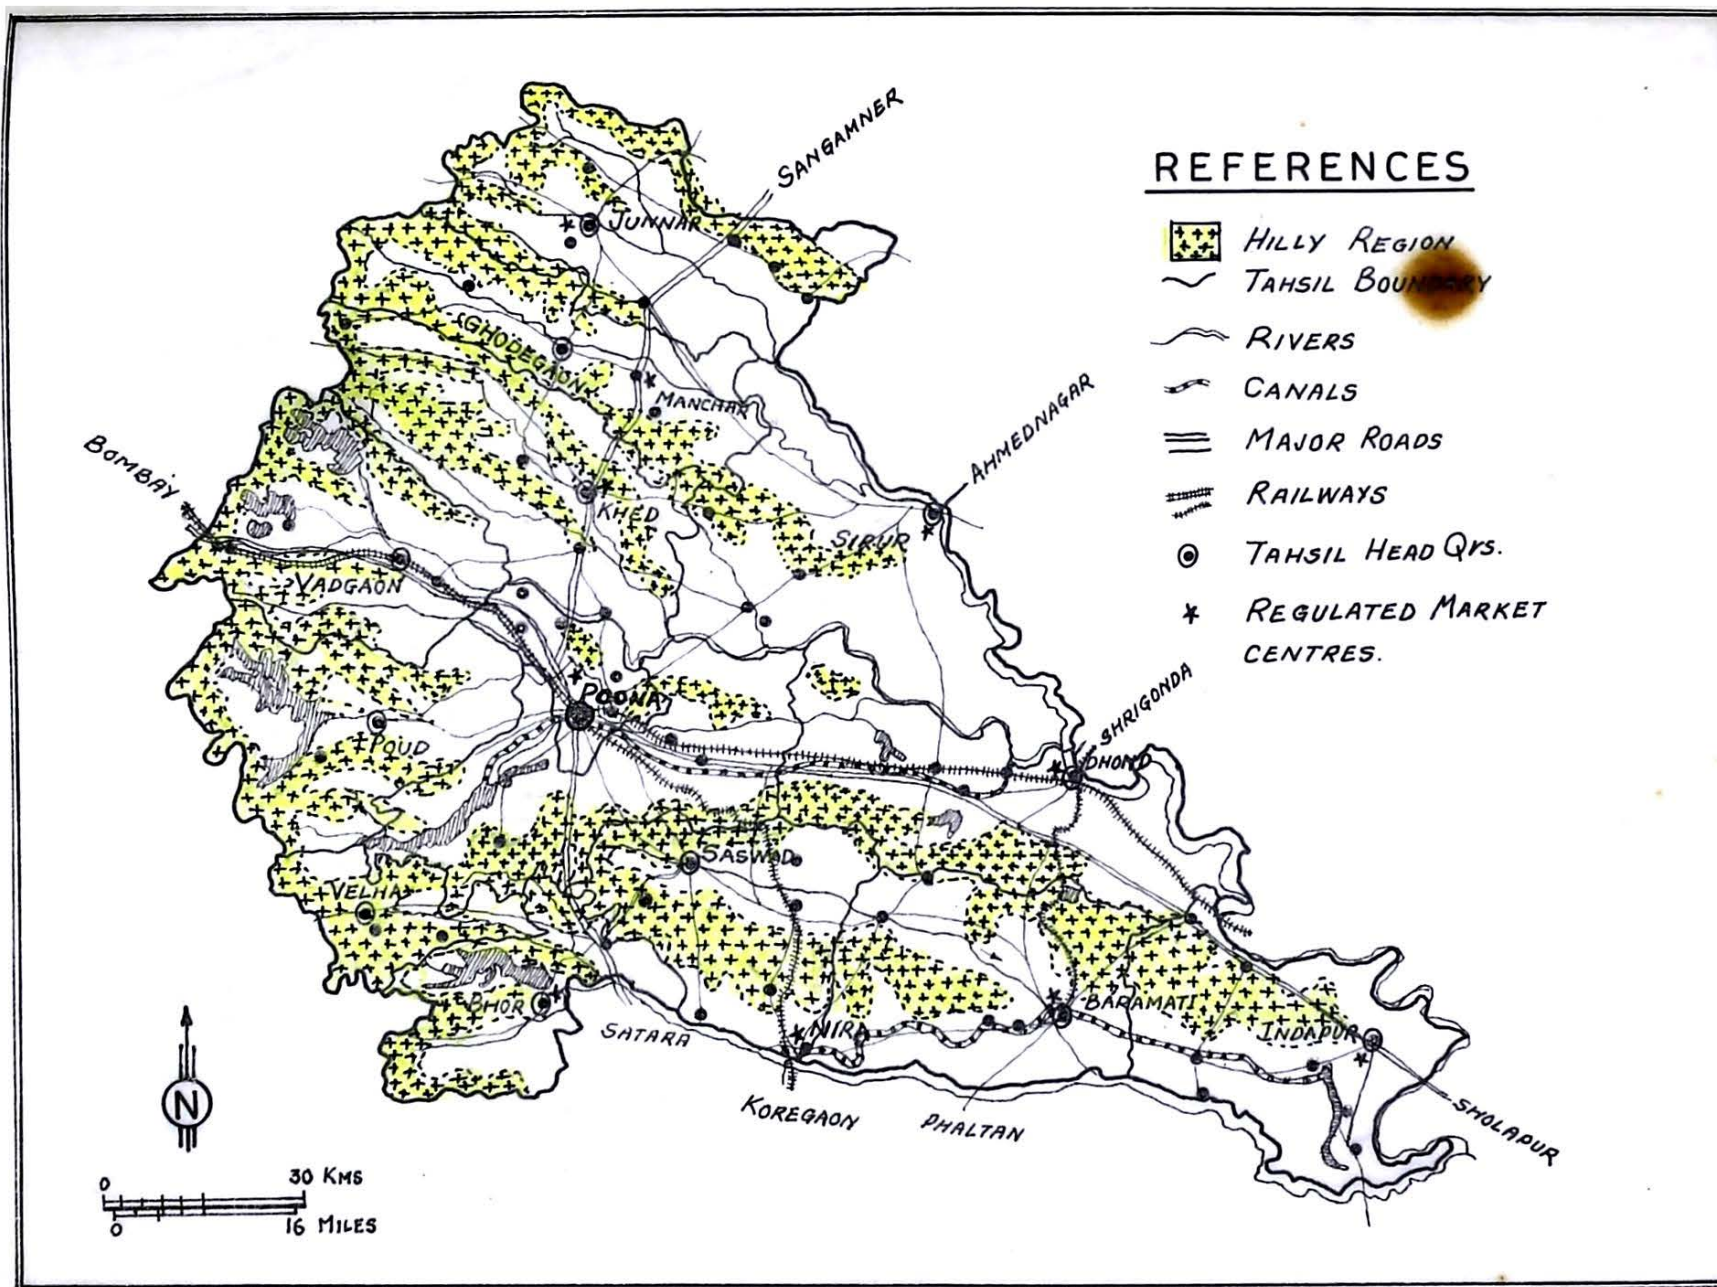 SANGAMNER
JUNNAR
GHODEGAON
MANCHAR
AHMEDNAGAR
BOMBAY
KHED
SIRUR
VADGAON
POONA
SHRIGONDA
POUD
DHOND
SASWAD
VELHA
BHOR
BARAMATI
NIRA
INDAPUR
SATARA
KOREGAON
PHALTAN
SHOLAPUR
N
0 30 KMS
0 16 MILES
REFERENCES
HILLY REGION
TAHSIL BOUNDARY
RIVERS
CANALS
MAJOR ROADS
RAILWAYS
TAHSIL HEAD Qrs.
REGULATED MARKET
CENTRES.